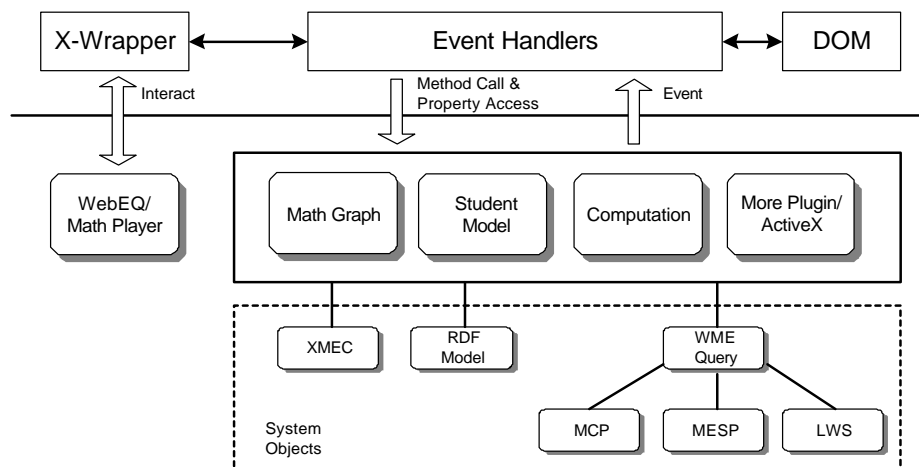 X-Wrapper
Event Handlers
DOM
Interact
Method Call &
Property Access
Event
WebEQ/
Math Player
Math Graph
Student
Model
Computation
More Plugin/
ActiveX
XMEC
RDF
Model
WME
Query
System
Objects
MCP
MESP
LWS